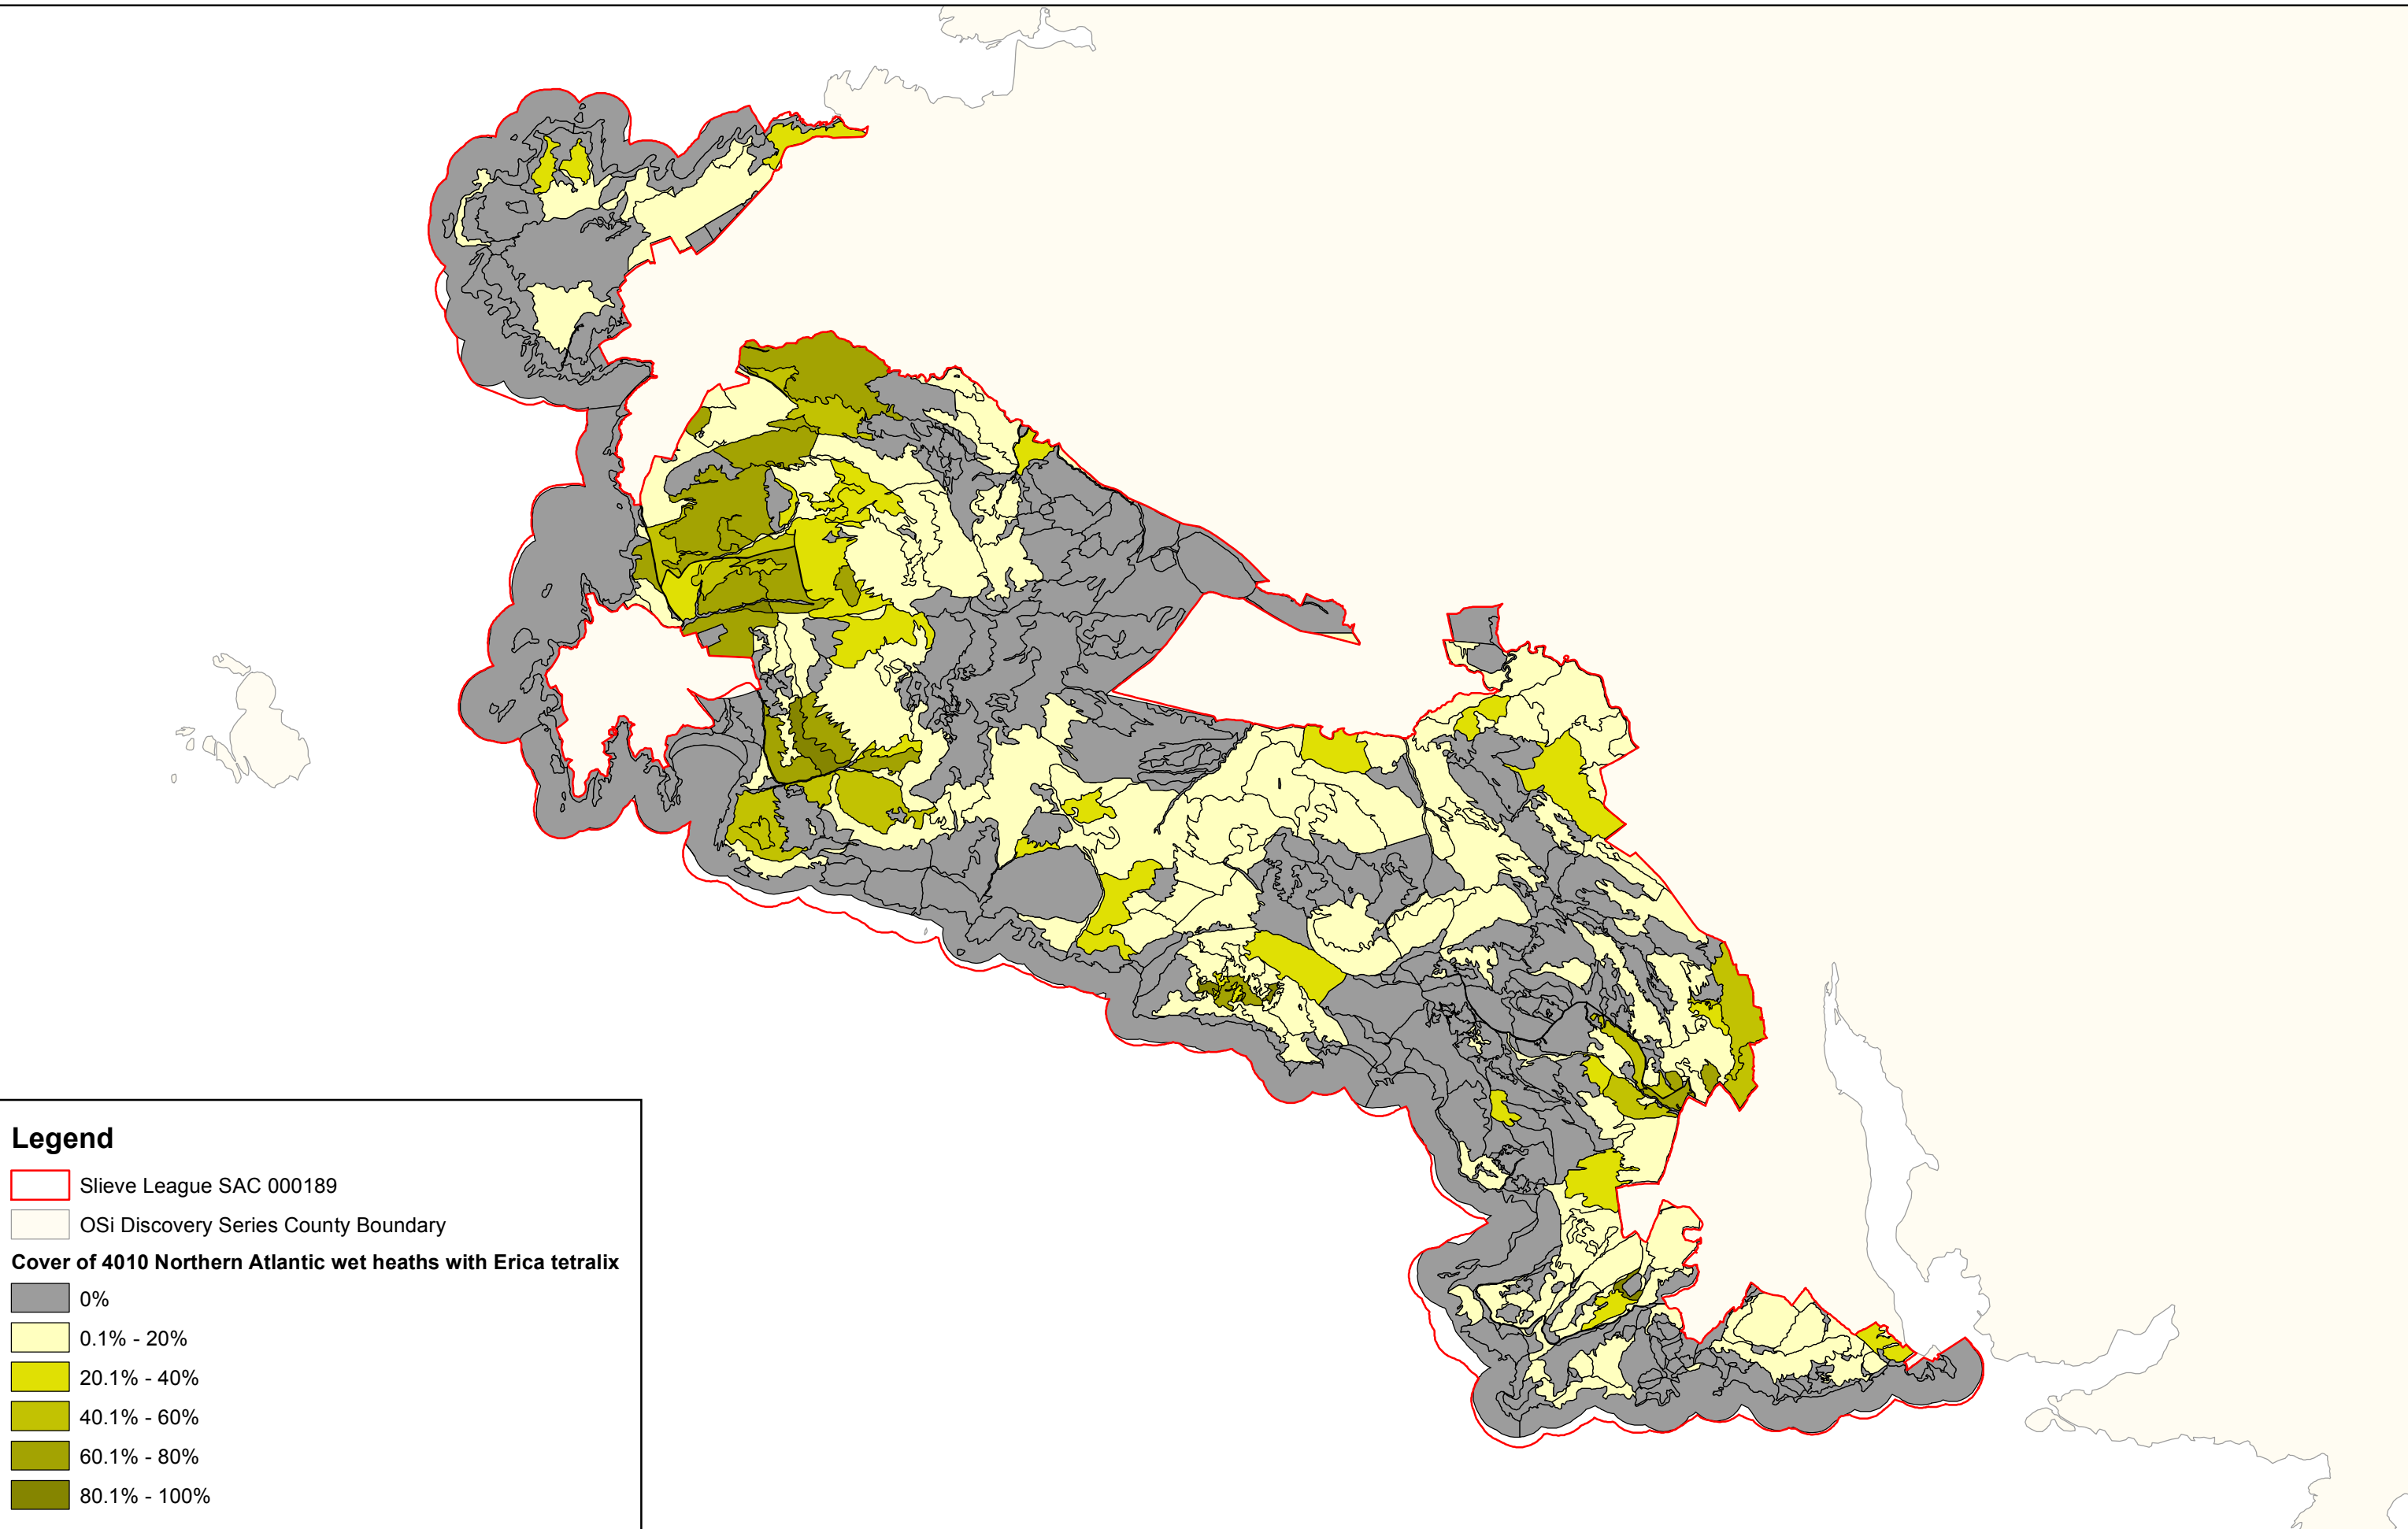 Legend
Slieve League SAC 000189
OSi Discovery Series County Boundary
Cover of 4010 Northern Atlantic wet heaths with Erica tetralix
0%
0.1% - 20%
20.1% - 40%
40.1% - 60%
60.1% - 80%
80.1% - 100%